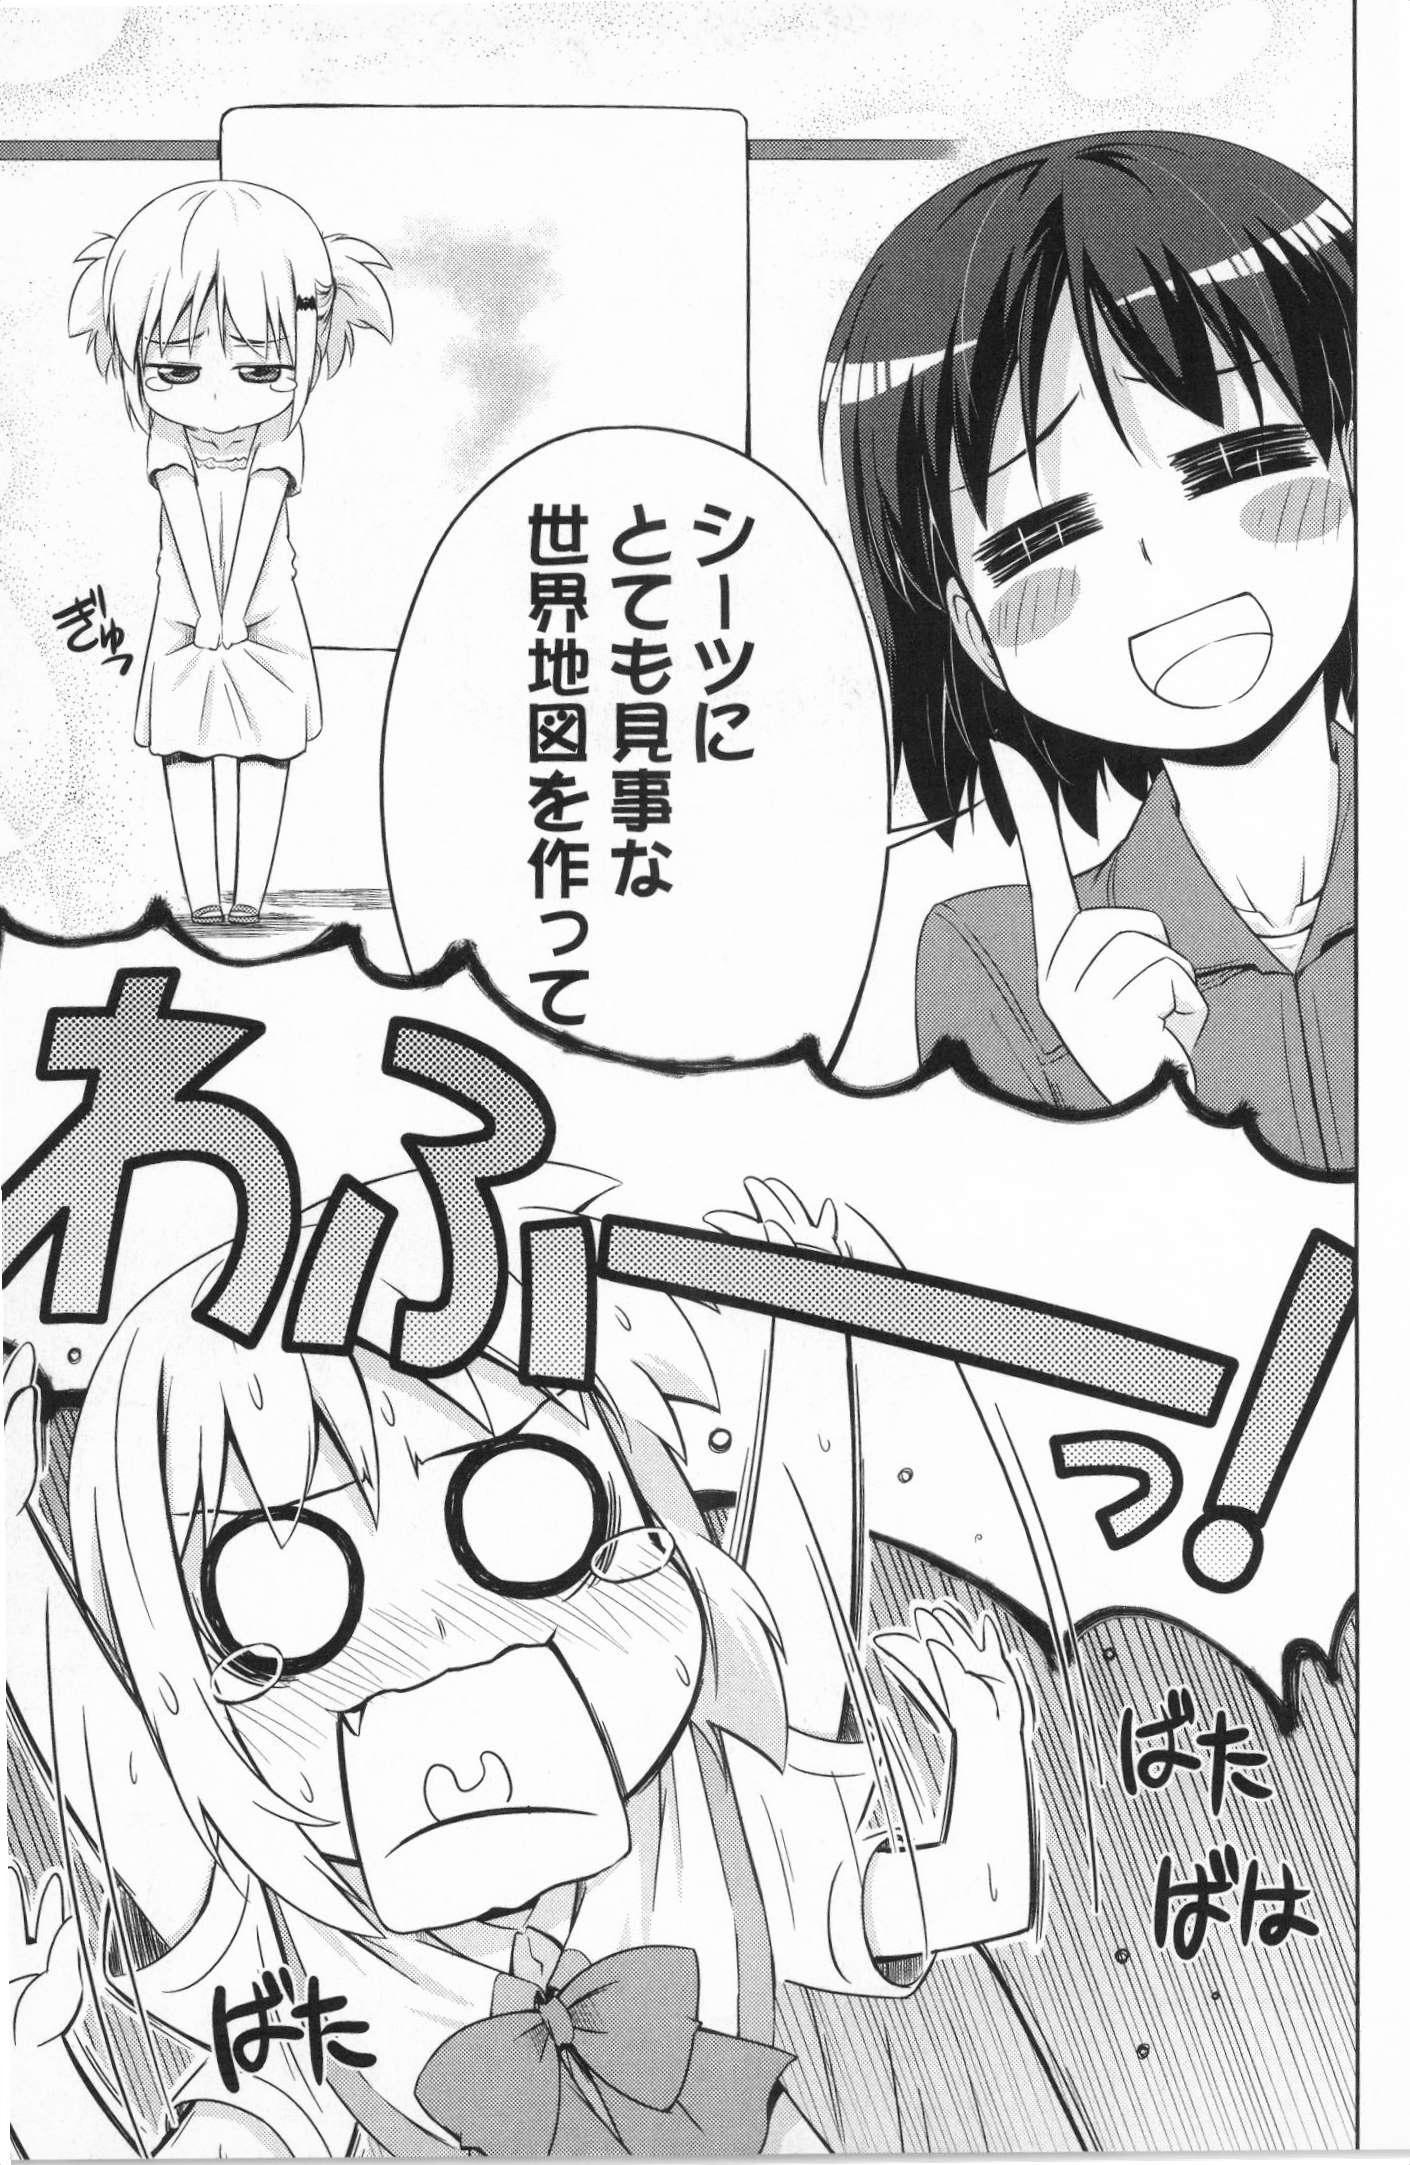 シーツに
とても見事な
世界地図を作って
ぎゅっ
わふーっ!
ばた
ばは
ばた